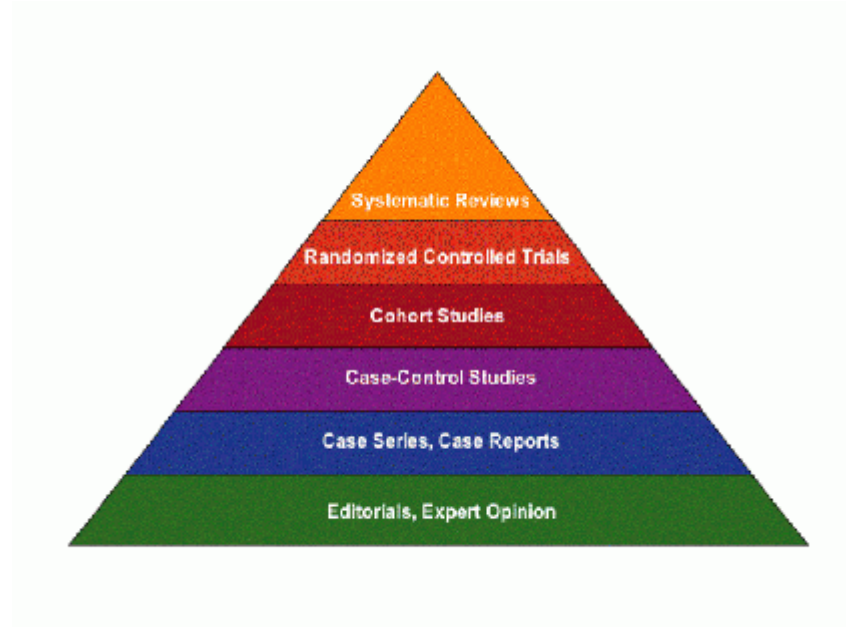 Systematic Reviews
Randomized Controlled Trials
Cohort Studies
Case-Control Studies
Case Series, Case Reports
Editorials, Expert Opinion